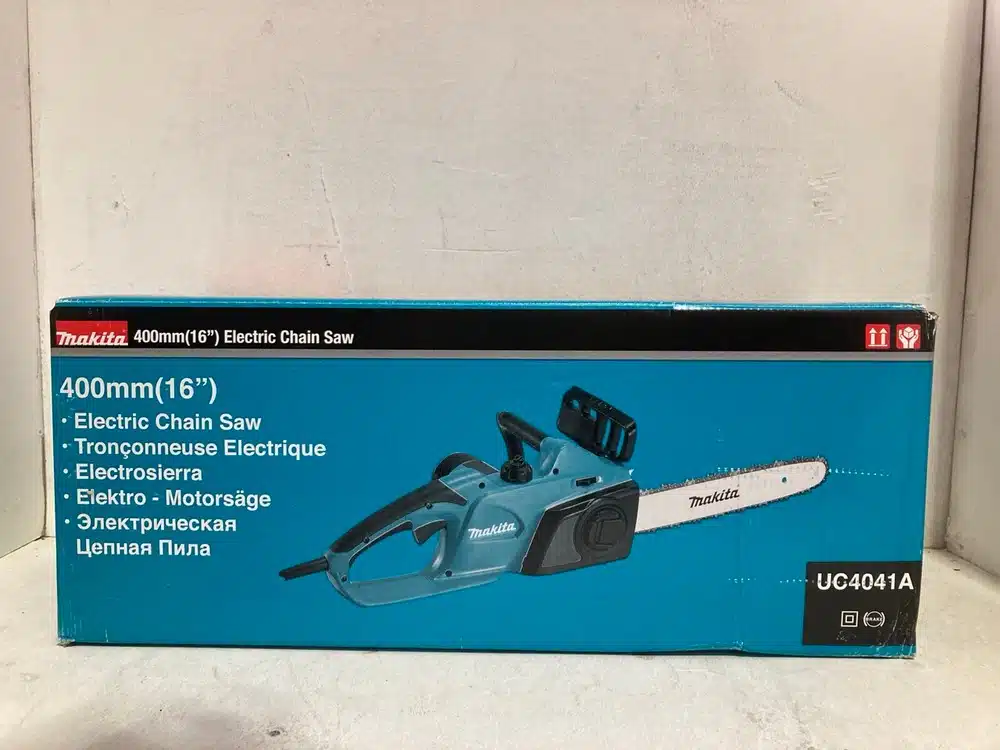 makita 400mm(16") Electric Chain Saw
400mm(16")
· Electric Chain Saw
· Tronçonneuse Electrique
· Electrosierra
· Elektro - Motorsäge
· Электрическая
Цепная Пила
makita
makita
UC4041A
BRAKE